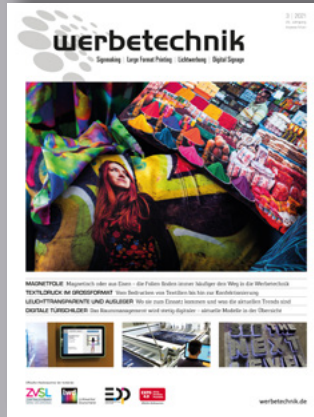 3 | 2021
werbetechnik
Signmaking | Large Format Printing | Lichtwerbung | Digital Signage
MAGNETFOLIE Magnetisch oder aus Eisen – die Folien finden immer häufiger den Weg in die Werbetechnik
TEXTILDRUCK IM GROSSFORMAT Vom Bedrucken von Textilien bis hin zur Konfektionierung
LEUCHTTRANSPARENTE UND AUSLEGER Wo sie zum Einsatz kommen und was die aktuellen Trends sind
DIGITALE TÜRSCHILDER Das Raummanagement wird stetig digitaler – aktuelle Modelle in der Übersicht
ZVSL
werbetechnik.de